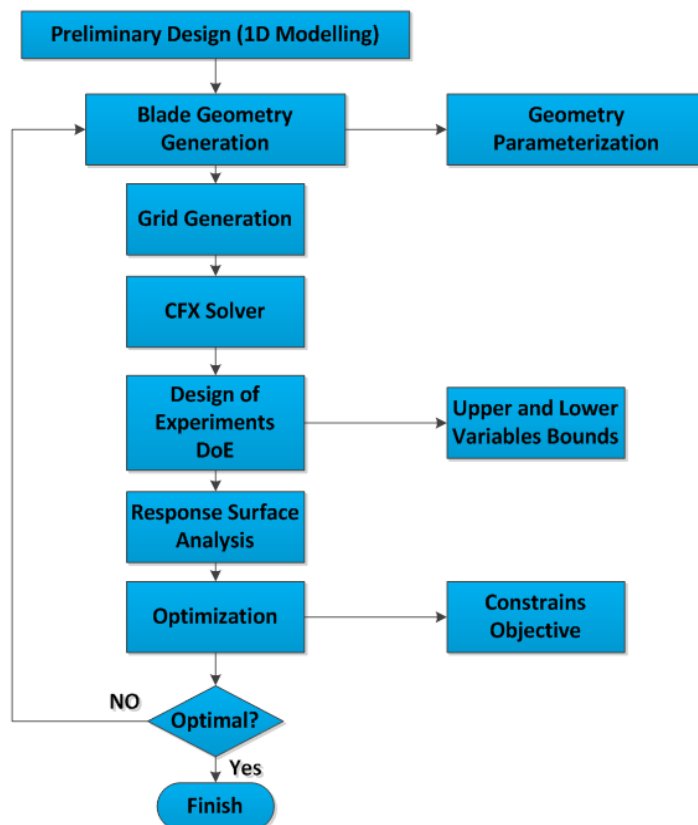 Preliminary Design (1D Modelling)
Blade Geometry
Generation
Geometry
Parameterization
Grid Generation
CFX Solver
Design of
Experiments
DoE
Upper and Lower
Variables Bounds
Response Surface
Analysis
Optimization
Constrains
Objective
NO
Optimal?
Yes
Finish